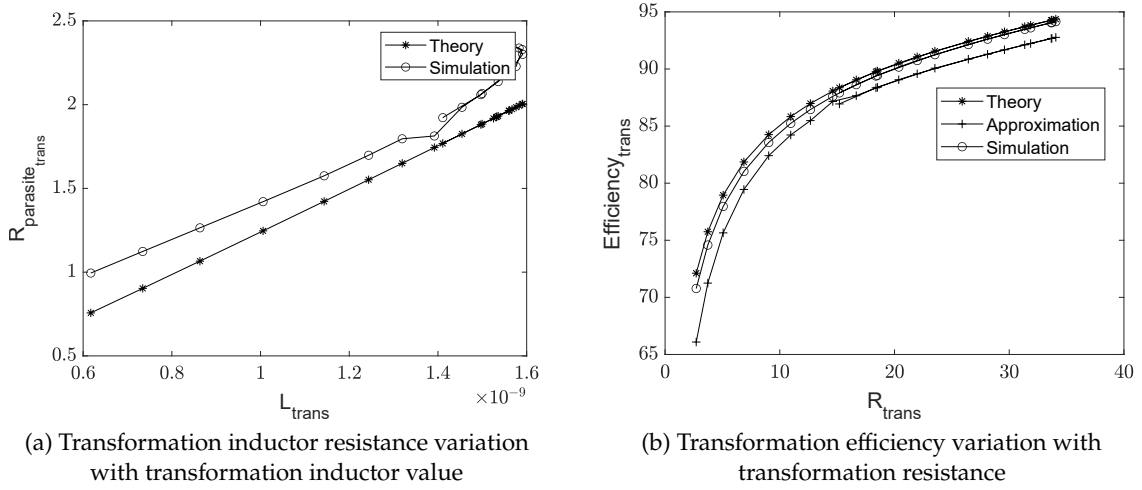 2.5
2
1.5
1
0.5
R_parasite_trans
Theory
Simulation
0.6 0.8 1 1.2 1.4 1.6
L_trans
×10^-9
(a) Transformation inductor resistance variation
with transformation inductor value
95
90
85
80
75
70
65
Efficiency_trans
Theory
Approximation
Simulation
0 10 20 30 40
R_trans
(b) Transformation efficiency variation with
transformation resistance